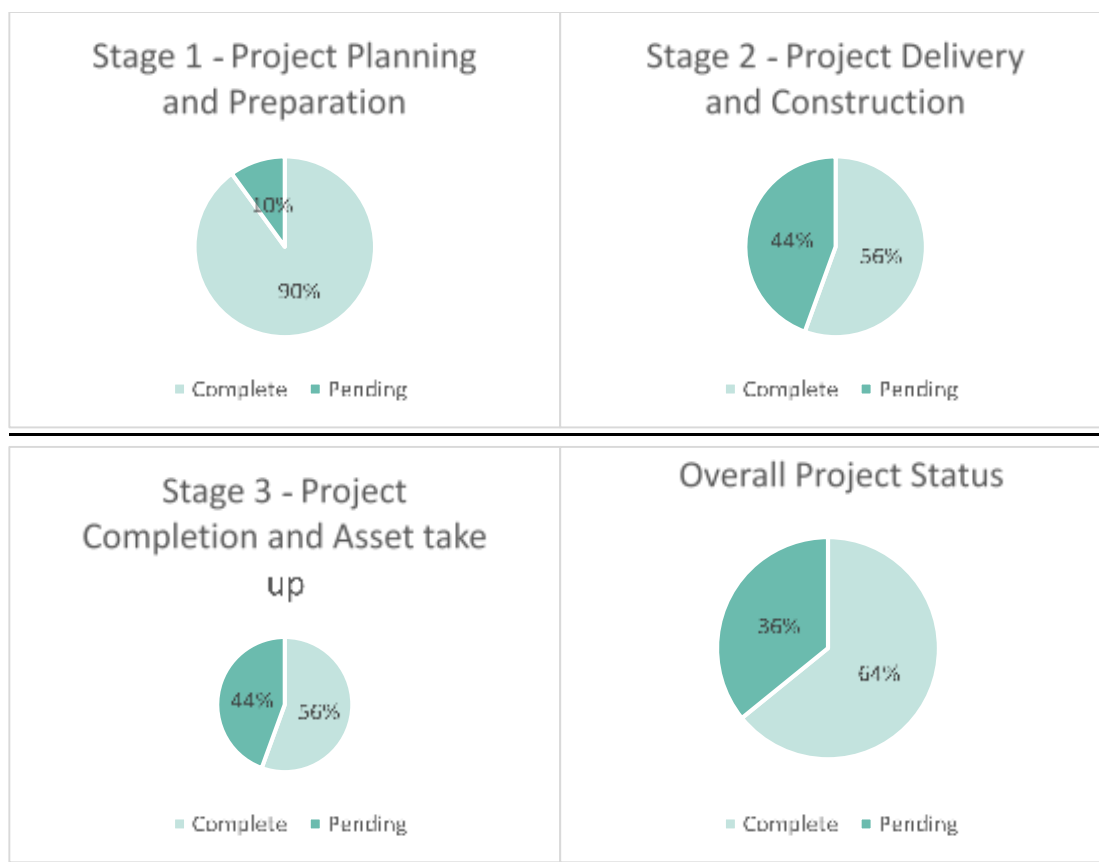 Stage 1 - Project Planning
and Preparation
10%
90%
Complete Pending
Stage 2 - Project Delivery
and Construction
44%
56%
Complete Pending
Stage 3 - Project
Completion and Asset take
up
44%
56%
Complete Pending
Overall Project Status
36%
64%
Complete Pending